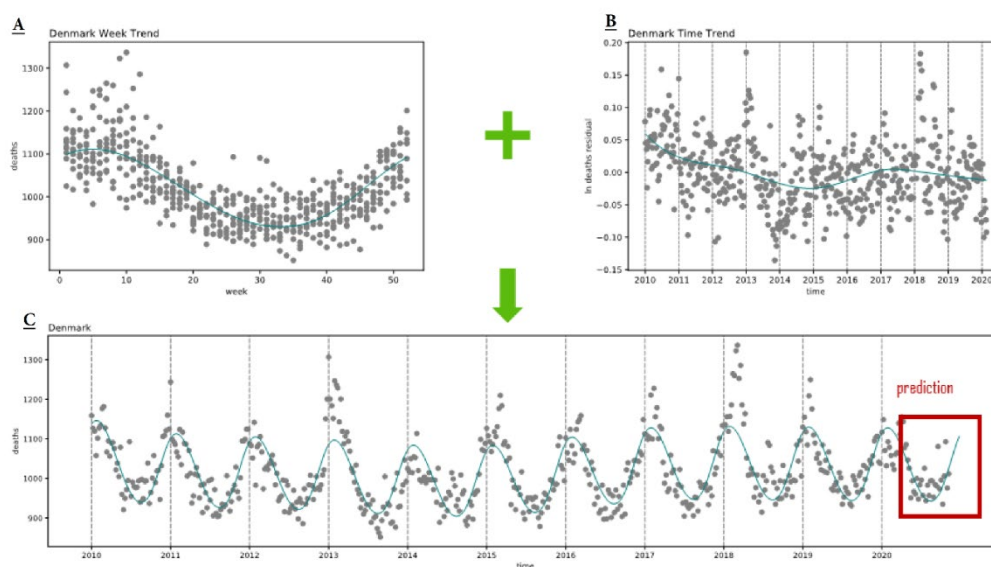 A
Denmark Week Trend
1300
1200
1100
1000
900
deaths
0 10 20 30 40 50
week
B
Denmark Time Trend
0.20
0.15
0.10
0.05
0.00
−0.05
−0.10
−0.15
ln deaths residual
2010 2011 2012 2013 2014 2015 2016 2017 2018 2019 2020
time
C
Denmark
1300
1200
1100
1000
900
deaths
prediction
2010 2011 2012 2013 2014 2015 2016 2017 2018 2019 2020
time